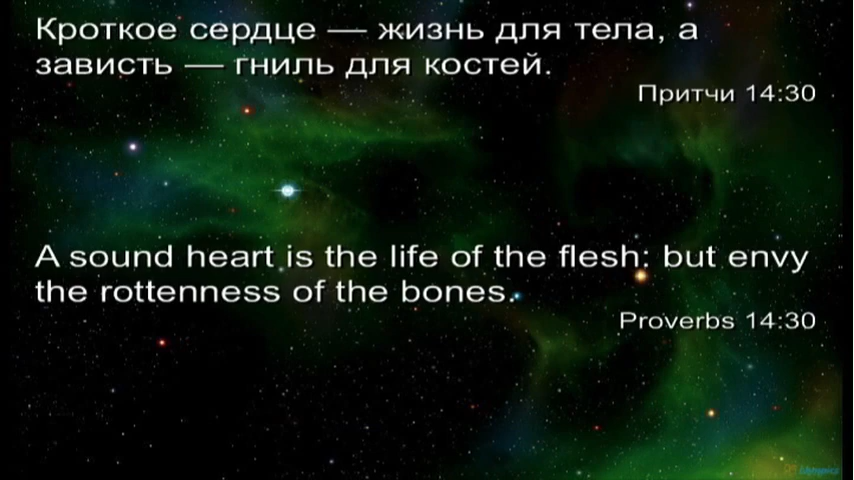 Кроткое сердце — жизнь для тела, а
зависть — гниль для костей.
Притчи 14:30
A sound heart is the life of the flesh: but envy
the rottenness of the bones.
Proverbs 14:30